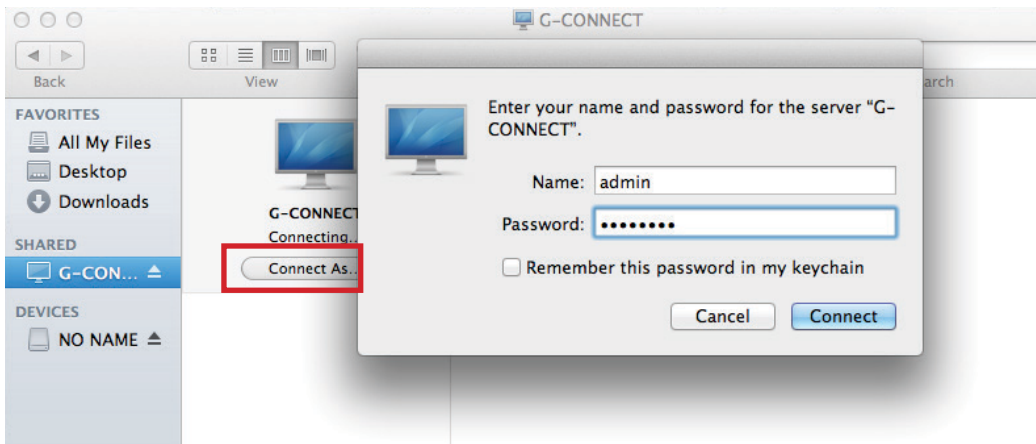 G-CONNECT
Back
View
arch
FAVORITES
All My Files
Desktop
Downloads
SHARED
G-CON...
DEVICES
NO NAME
G-CONNECT
Connecting..
Connect As..
Enter your name and password for the server "G-
CONNECT".
Name: admin
Password: ••••••••
Remember this password in my keychain
Cancel Connect